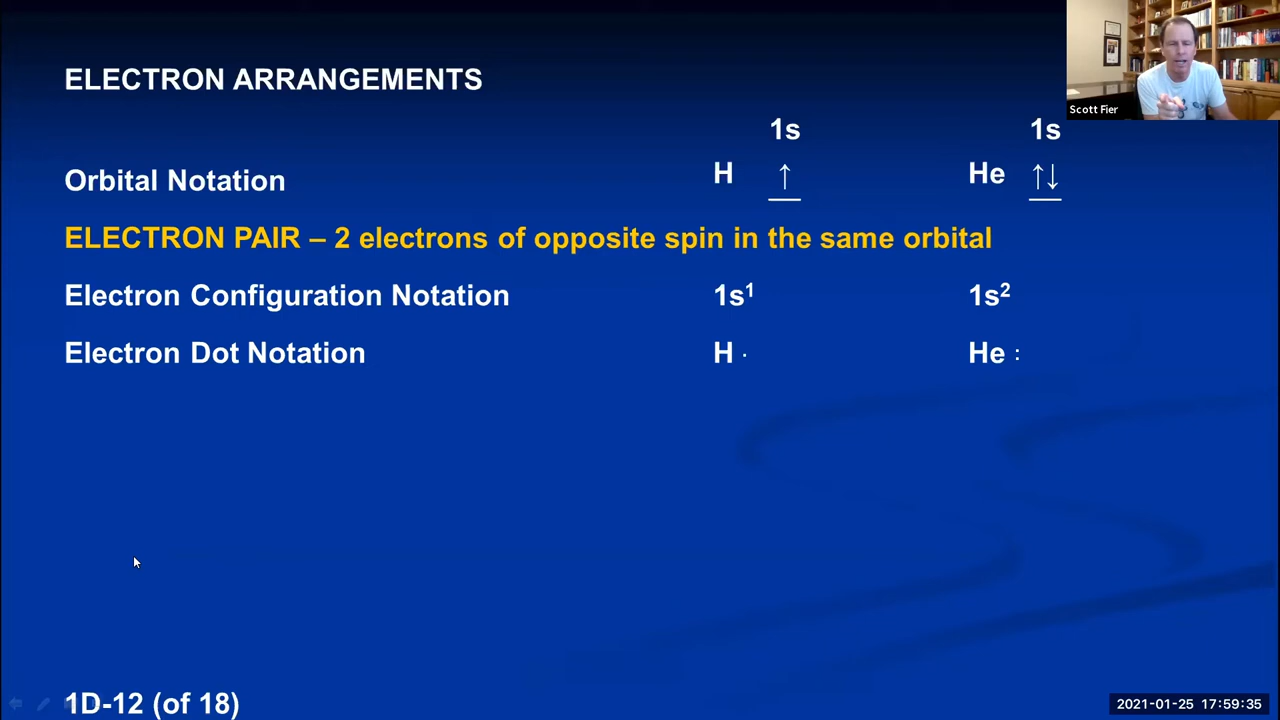 ELECTRON ARRANGEMENTS
Scott Fier
1s 1s
Orbital Notation H ↑ He ↑↓
ELECTRON PAIR – 2 electrons of opposite spin in the same orbital
Electron Configuration Notation 1s¹ 1s²
Electron Dot Notation H · He :
1D-12 (of 18)
2021-01-25 17:59:35